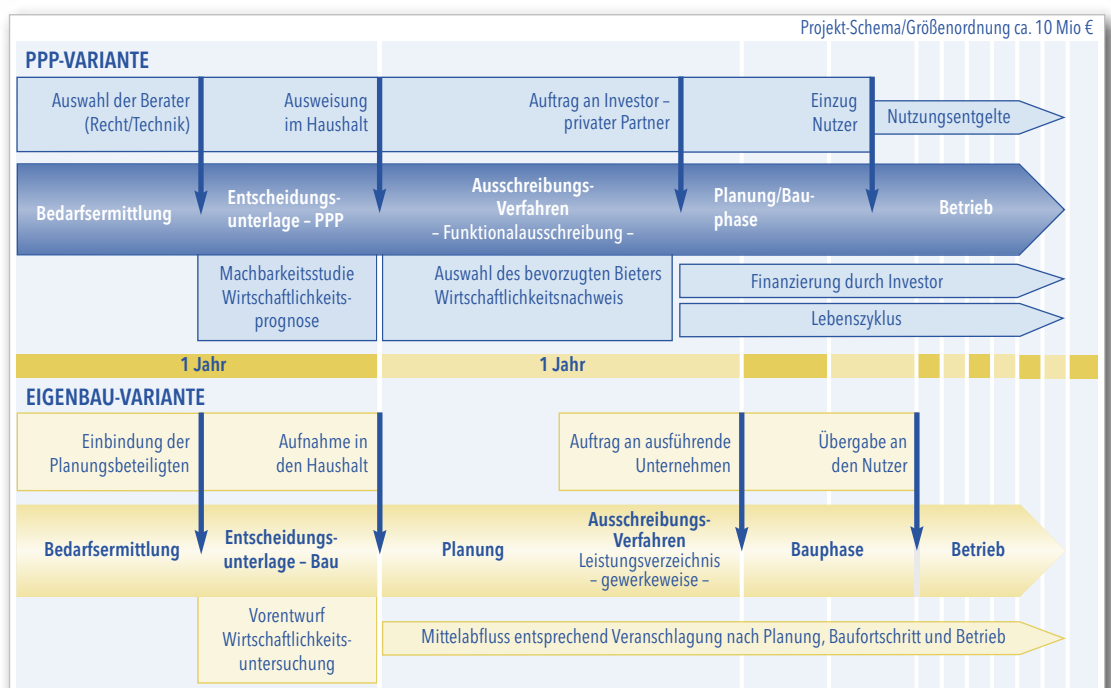 Projekt-Schema/Größenordnung ca. 10 Mio €
PPP-VARIANTE
Auswahl der Berater
(Recht/Technik)
Ausweisung
im Haushalt
Auftrag an Investor –
privater Partner
Einzug
Nutzer
Nutzungsentgelte
Bedarfsermittlung
Entscheidungs-
unterlage – PPP
Ausschreibungs-
Verfahren
– Funktionalausschreibung –
Planung/Bau-
phase
Betrieb
Machbarkeitsstudie
Wirtschaftlichkeits-
prognose
Auswahl des bevorzugten Bieters
Wirtschaftlichkeitsnachweis
Finanzierung durch Investor
Lebenszyklus
1 Jahr
1 Jahr
EIGENBAU-VARIANTE
Einbindung der
Planungsbeteiligten
Aufnahme in
den Haushalt
Auftrag an ausführende
Unternehmen
Übergabe an
den Nutzer
Bedarfsermittlung
Entscheidungs-
unterlage – Bau
Planung
Ausschreibungs-
Verfahren
Leistungsverzeichnis
– gewerkeweise –
Bauphase
Betrieb
Vorentwurf
Wirtschaftlichkeits-
untersuchung
Mittelabfluss entsprechend Veranschlagung nach Planung, Baufortschritt und Betrieb